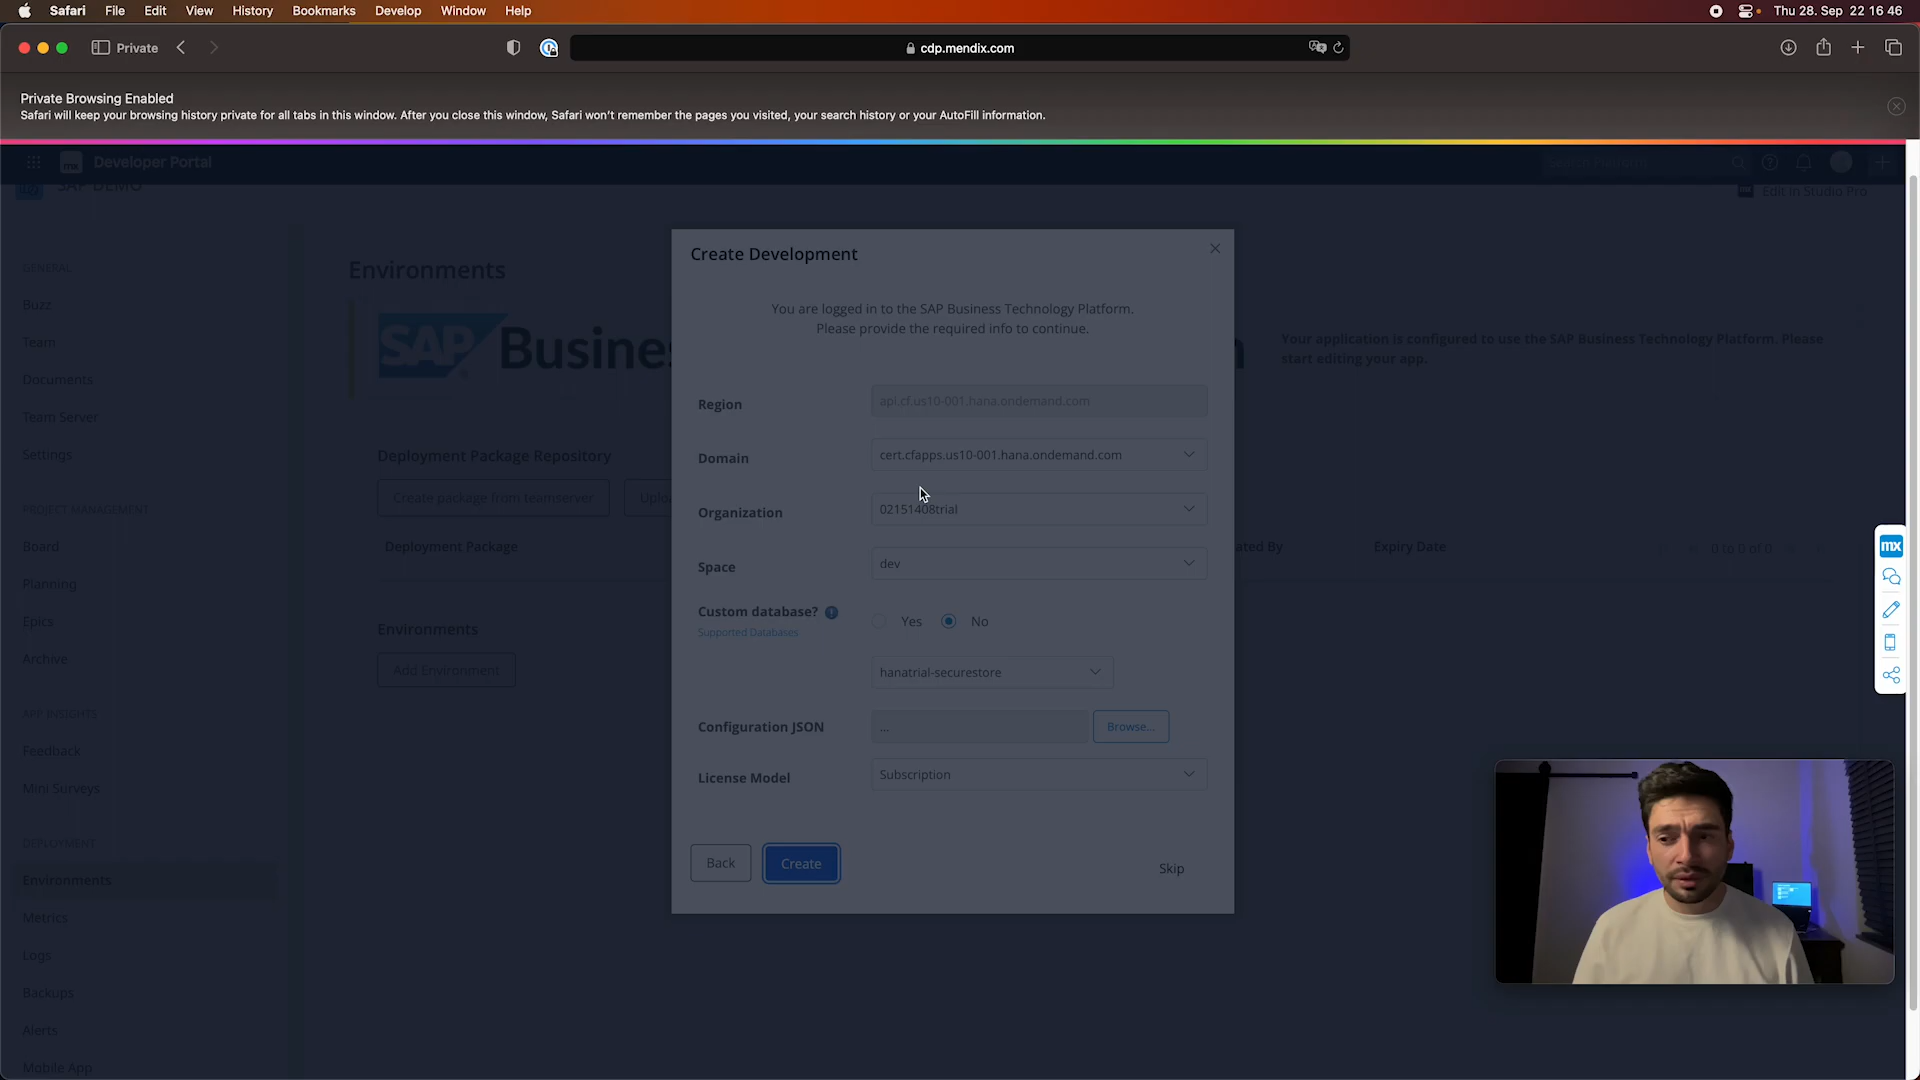 Safari File Edit View History Bookmarks Develop Window Help
Thu 28. Sep 22 16 46
Private
cdp.mendix.com
Private Browsing Enabled
Safari will keep your browsing history private for all tabs in this window. After you close this window, Safari won't remember the pages you visited, your search history or your AutoFill information.
mx Developer Portal
SAP DEMO
Edit in Studio Pro
GENERAL
Buzz
Team
Documents
Team Server
Settings
PROJECT MANAGEMENT
Board
Planning
Epics
Archive
APP INSIGHTS
Feedback
Mini Surveys
DEPLOYMENT
Environments
Metrics
Logs
Backups
Alerts
Mobile App
Environments
SAP Busine
Your application is configured to use the SAP Business Technology Platform. Please
start editing your app.
Deployment Package Repository
Create package from teamserver
Uplo
Deployment Package
ated By
Expiry Date
0 to 0 of 0
Environments
Add Environment
Create Development
You are logged in to the SAP Business Technology Platform.
Please provide the required info to continue.
Region
api.cf.us10-001.hana.ondemand.com
Domain
cert.cfapps.us10-001.hana.ondemand.com
Organization
02151408trial
Space
dev
Custom database?
Supported Databases
Yes
No
hanatrial-securestore
Configuration JSON
...
Browse...
License Model
Subscription
Back
Create
Skip
mx